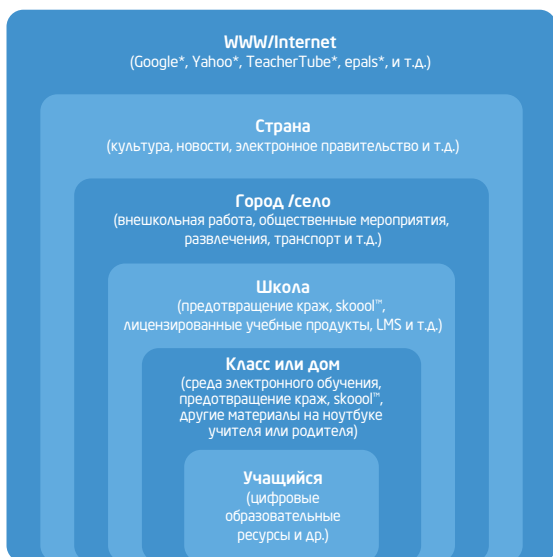 WWW/Internet
(Google*, Yahoo*, TeacherTube*, epals*, и т.д.)
Страна
(культура, новости, электронное правительство и т.д.)
Город /село
(внешкольная работа, общественные мероприятия,
развлечения, транспорт и т.д.)
Школа
(предотвращение краж, skoool™,
лицензированные учебные продукты, LMS и т.д.)
Класс или дом
(среда электронного обучения,
предотвращение краж, skoool™,
другие материалы на ноутбуке
учителя или родителя)
Учащийся
(цифровые
образовательные
ресурсы и др.)